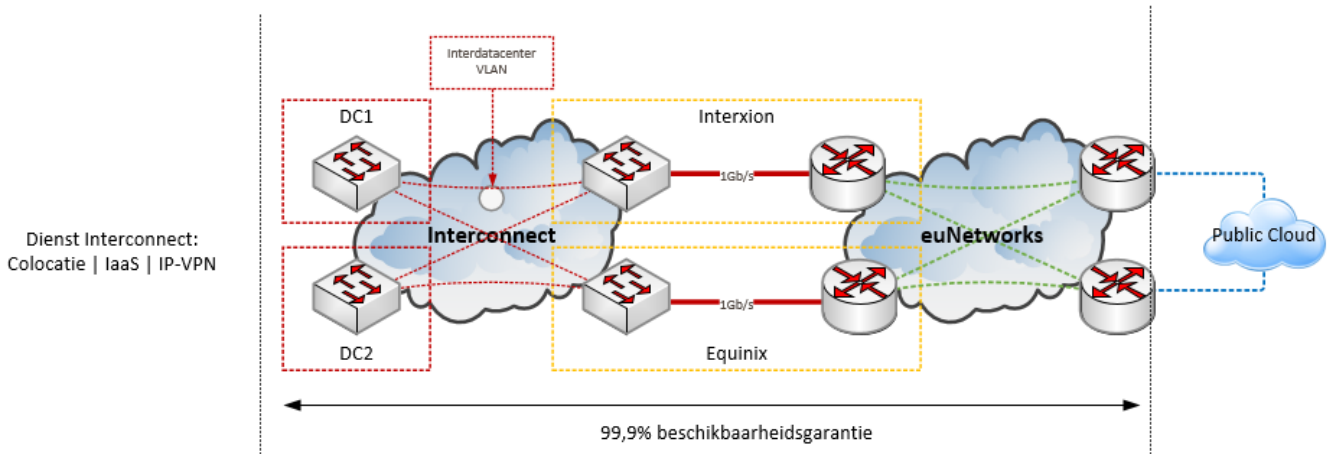 Interdatacenter
VLAN
DC1
Interxion
1Gb/s
Dienst Interconnect:
Colocatie | IaaS | IP-VPN
Interconnect
euNetworks
Public Cloud
1Gb/s
DC2
Equinix
99,9% beschikbaarheidsgarantie